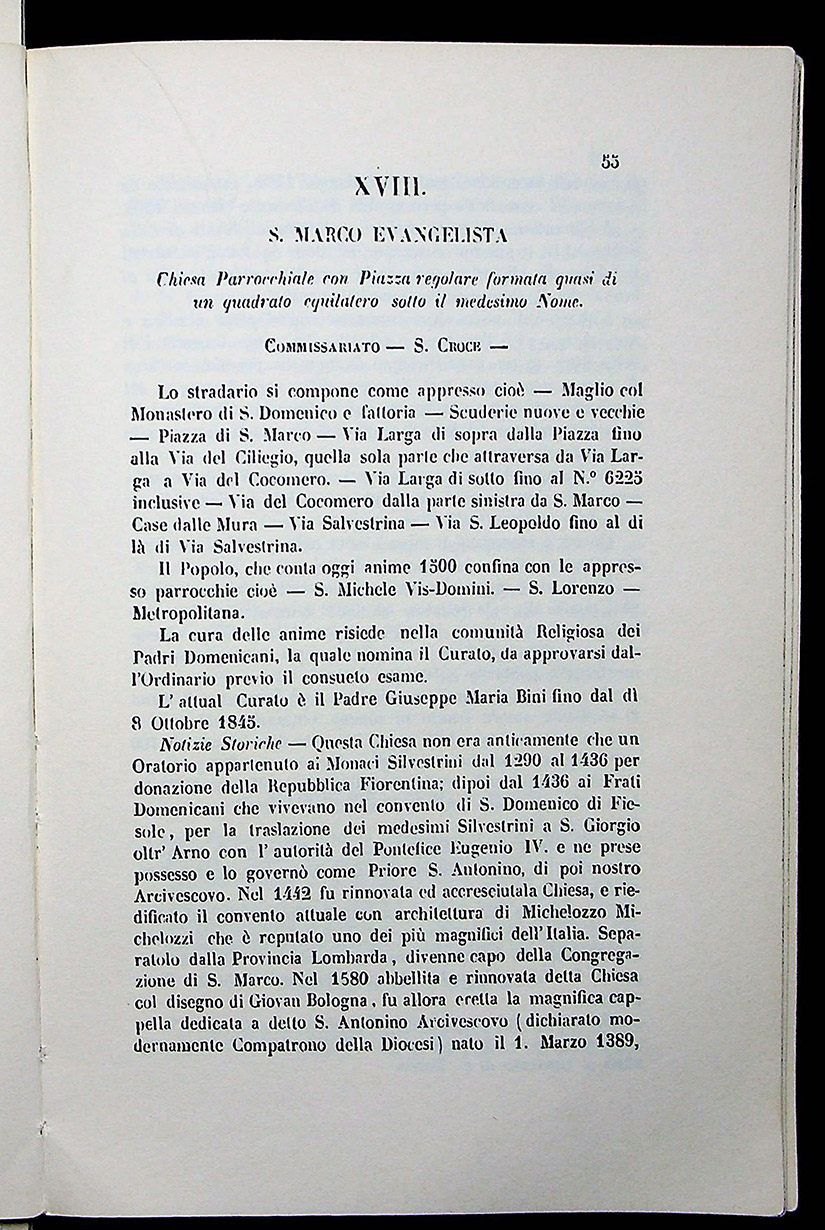 55
XVIII.
S. MARCO EVANGELISTA
Chiesa Parrocchiale con Piazza regolare formata quasi di
un quadrato equilatero sotto il medesimo Nome.
COMMISSARIATO — S. CROCE —
Lo stradario si compone come appresso cioè — Maglio col
Monastero di S. Domenico e fattoria — Scuderie nuove e vecchie
— Piazza di S. Marco — Via Larga di sopra dalla Piazza fino
alla Via del Ciliegio, quella sola parte che attraversa da Via Lar-
ga a Via del Cocomero. — Via Larga di sotto fino al N.° 6225
inclusive — Via del Cocomero dalla parte sinistra da S. Marco —
Case dalle Mura — Via Salvestrina — Via S. Leopoldo fino al di
là di Via Salvestrina.
Il Popolo, che conta oggi anime 1500 confina con le appres-
so parrocchie cioè — S. Michele Vis-Domini. — S. Lorenzo —
Metropolitana.
La cura delle anime risiede nella comunità Religiosa dei
Padri Domenicani, la quale nomina il Curato, da approvarsi dal-
l'Ordinario previo il consueto esame.
L' attual Curato è il Padre Giuseppe Maria Bini fino dal dì
8 Ottobre 1845.
Notizie Storiche — Questa Chiesa non era anticamente che un
Oratorio appartenuto ai Monaci Silvestrini dal 1290 al 1436 per
donazione della Repubblica Fiorentina; dipoi dal 1436 ai Frati
Domenicani che vivevano nel convento di S. Domenico di Fie-
sole, per la traslazione dei medesimi Silvestrini a S. Giorgio
oltr' Arno con l' autorità del Pontefice Eugenio IV. e ne prese
possesso e lo governò come Priore S. Antonino, di poi nostro
Arcivescovo. Nel 1442 fu rinnovata ed accresciutala Chiesa, e rie-
dificato il convento attuale con architettura di Michelozzo Mi-
chelozzi che è reputato uno dei più magnifici dell'Italia. Sepa-
ratolo dalla Provincia Lombarda, divenne capo della Congrega-
zione di S. Marco. Nel 1580 abbellita e rinnovata detta Chiesa
col disegno di Giovan Bologna, fu allora eretta la magnifica cap-
pella dedicata a detto S. Antonino Arcivescovo (dichiarato mo-
dernamente Compatrono della Diocesi) nato il 1. Marzo 1389,